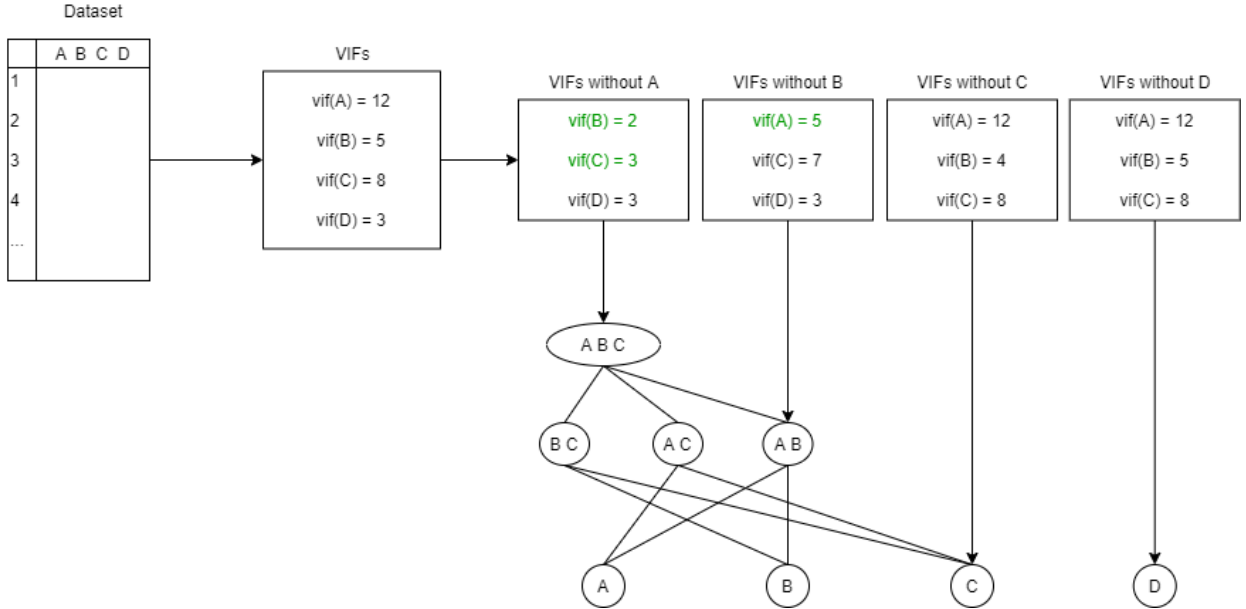 Dataset
A B C D
1
2
3
4
...
VIFs
vif(A) = 12
vif(B) = 5
vif(C) = 8
vif(D) = 3
VIFs without A
vif(B) = 2
vif(C) = 3
vif(D) = 3
VIFs without B
vif(A) = 5
vif(C) = 7
vif(D) = 3
VIFs without C
vif(A) = 12
vif(B) = 4
vif(C) = 8
VIFs without D
vif(A) = 12
vif(B) = 5
vif(C) = 8
A B C
B C
A C
A B
A
B
C
D